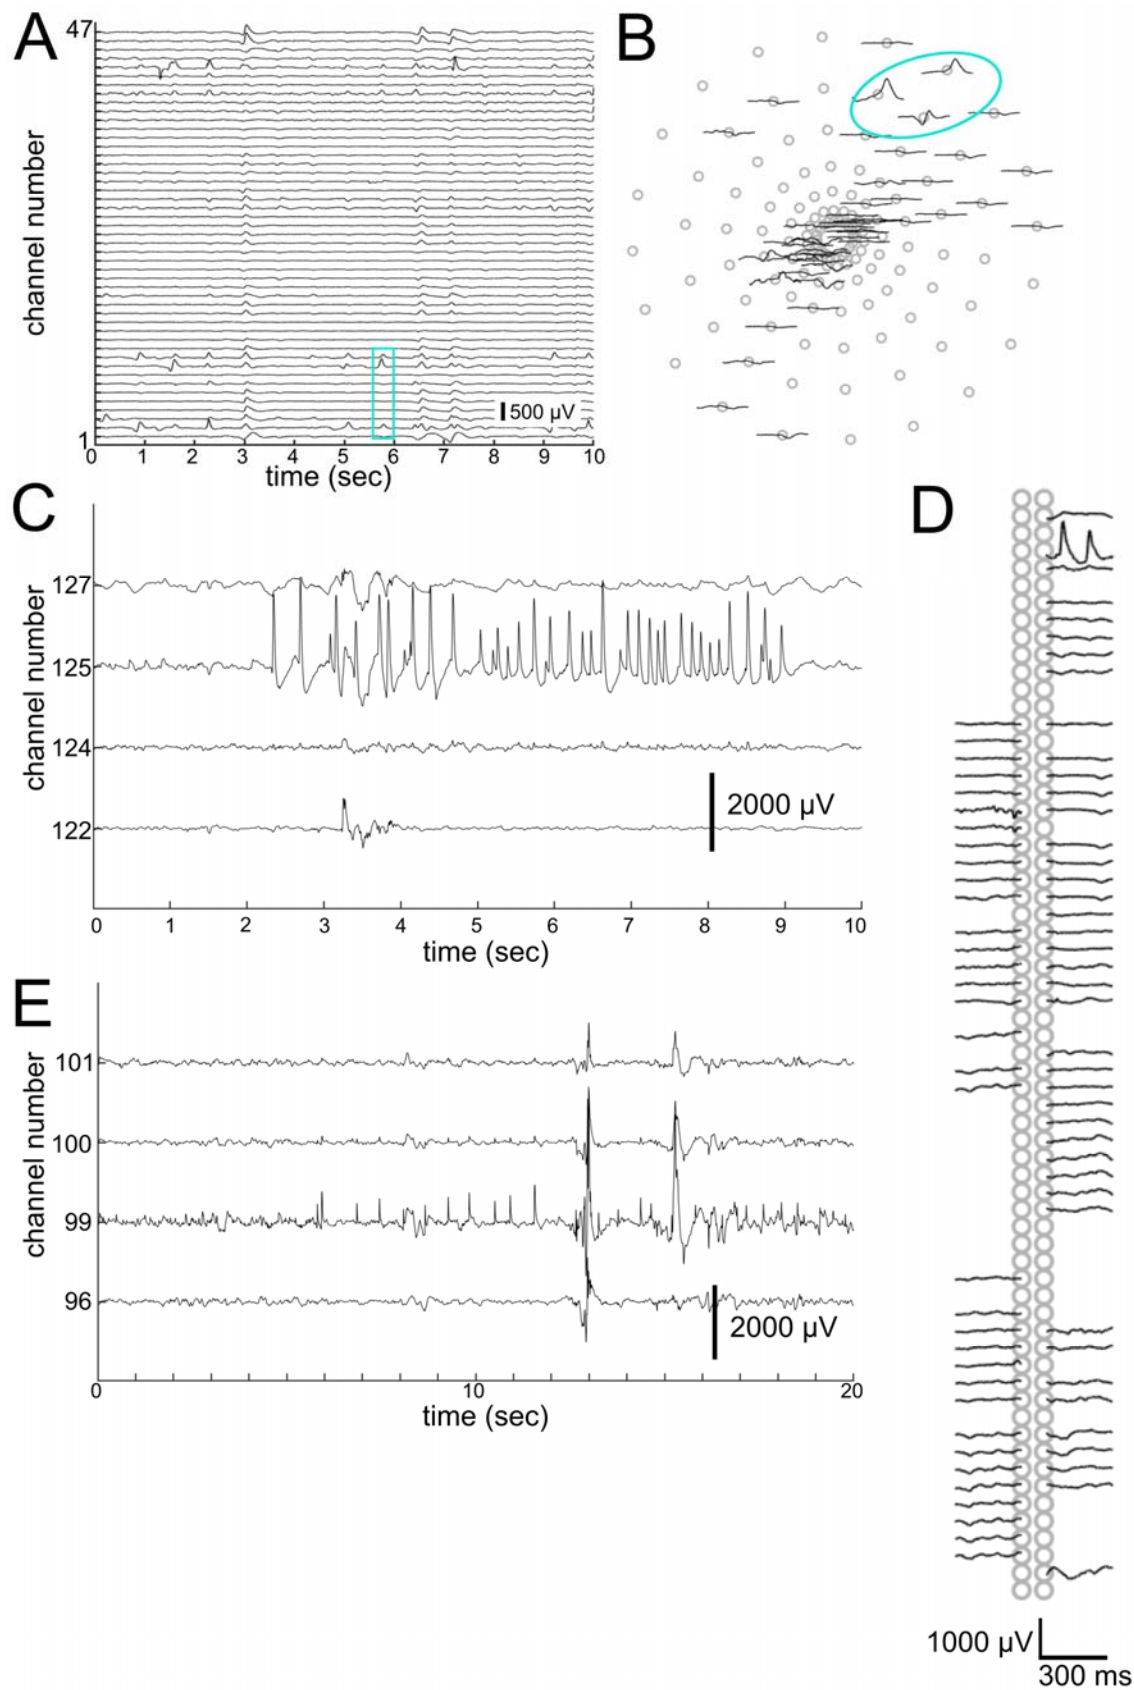 A
B
47
channel number
1
500 µV
0 1 2 3 4 5 6 7 8 9 10
time (sec)
C
D
127
125
124
122
channel number
2000 µV
0 1 2 3 4 5 6 7 8 9 10
time (sec)
E
101
100
99
96
channel number
2000 µV
0 10 20
time (sec)
1000 µV
300 ms